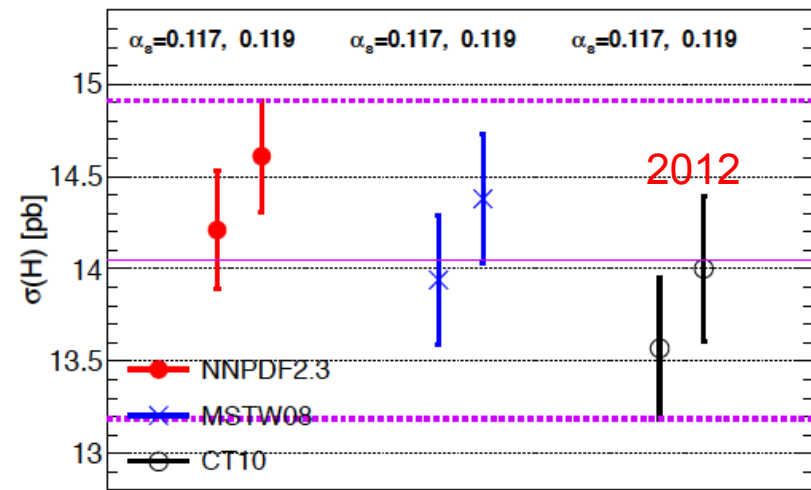 αs=0.117, 0.119 αs=0.117, 0.119 αs=0.117, 0.119
15
2012
14.5
σ(H) [pb]
14
13.5
NNPDF2.3
MSTW08
13
CT10